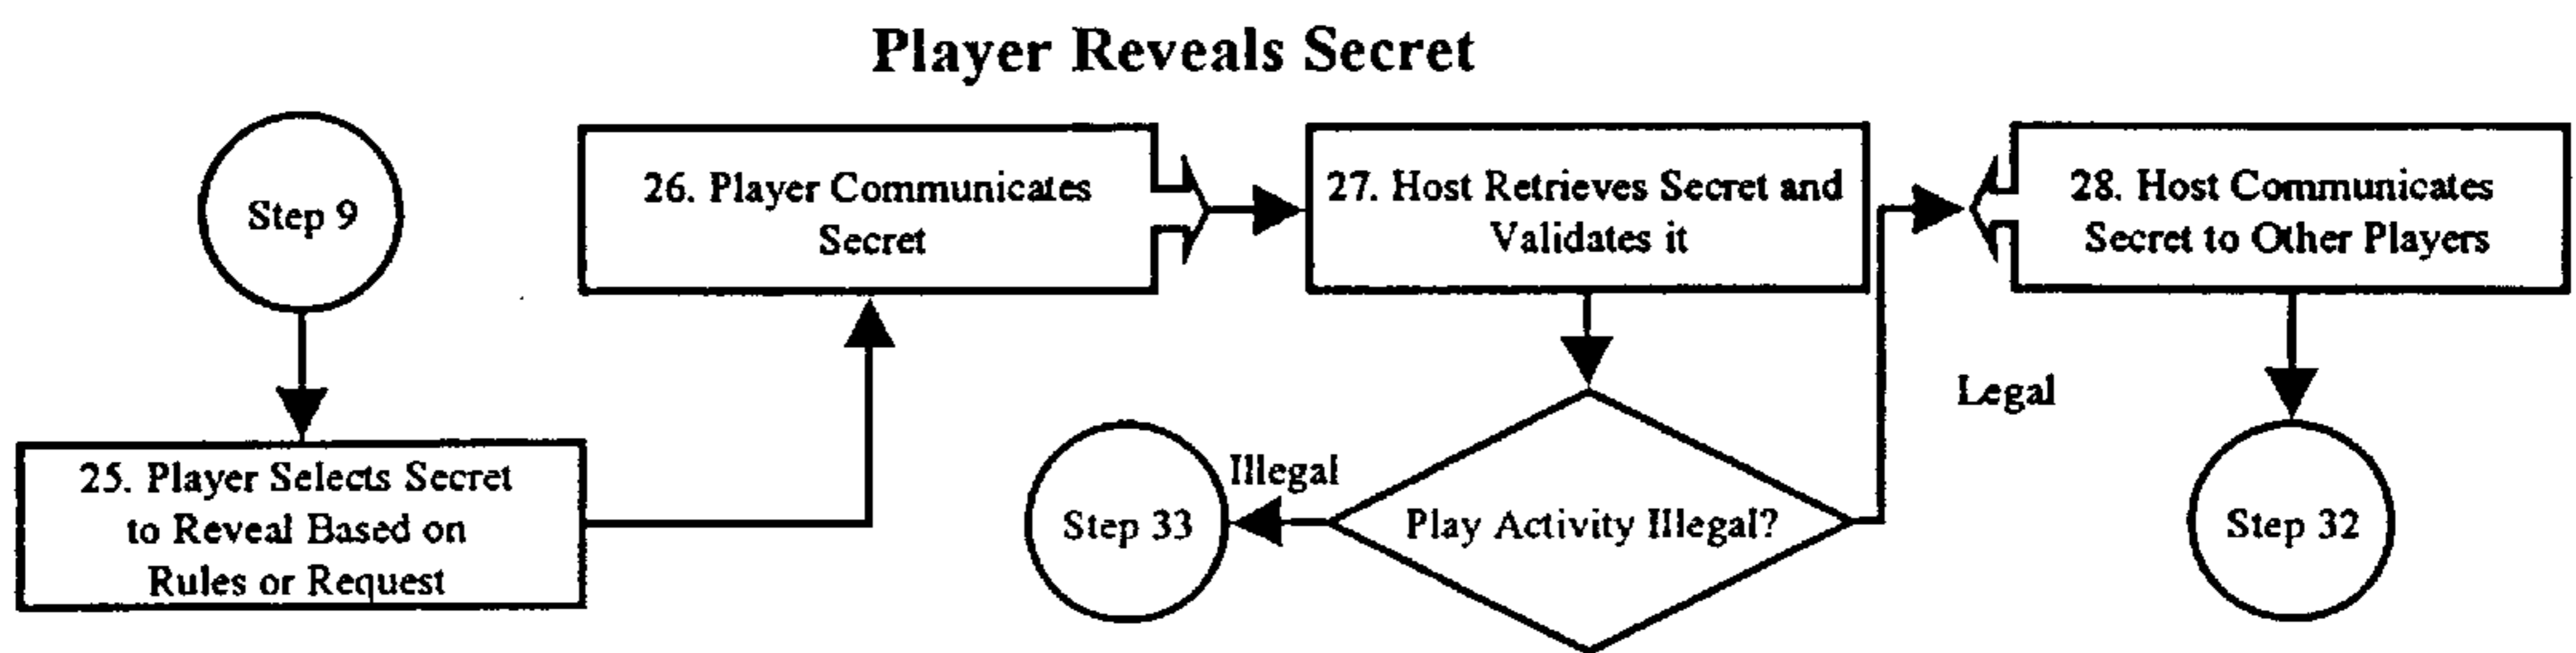 Player Reveals Secret
Step 9
26. Player Communicates
Secret
27. Host Retrieves Secret and
Validates it
28. Host Communicates
Secret to Other Players
Legal
25. Player Selects Secret
to Reveal Based on
Rules or Request
Illegal
Step 33
Play Activity Illegal?
Step 32